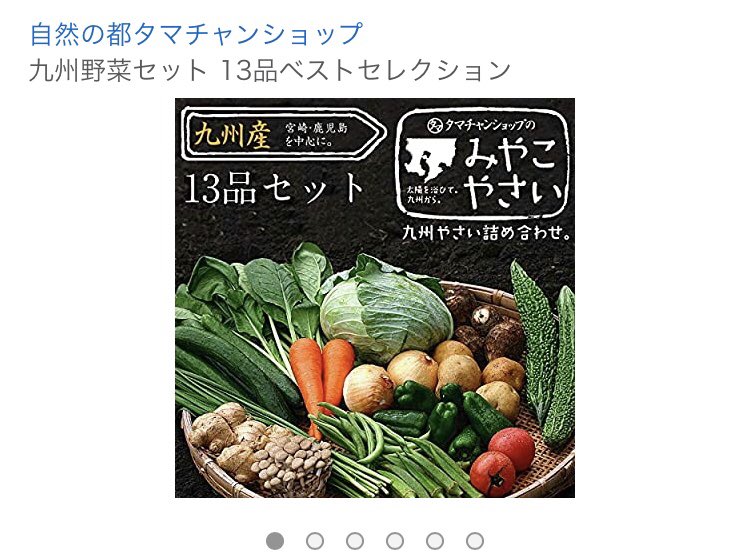 自然の都タマチャンショップ
九州野菜セット 13品ベストセレクション
九州産 宮崎・鹿児島
を中心に。
13品セット
タマチャンショップの
みやこ
やさい
太陽を浴びて、
九州から。
九州やさい詰め合わせ。